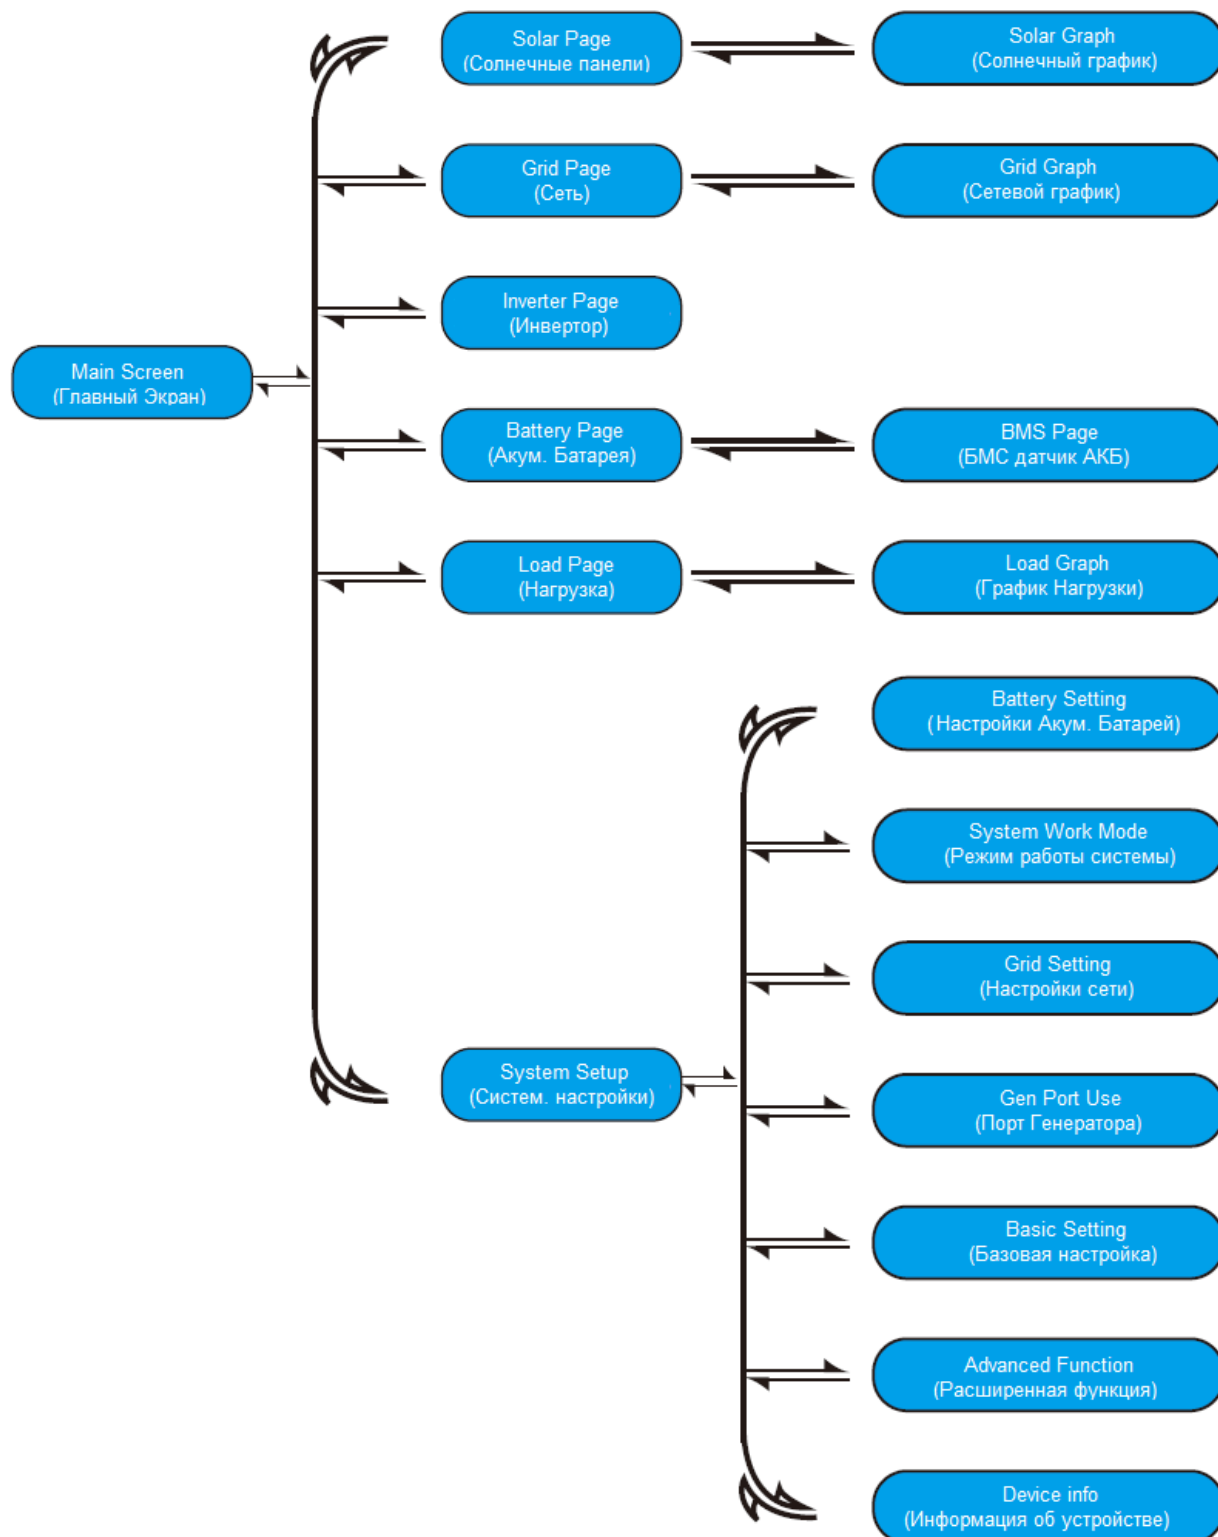 Solar Page
(Солнечные панели)
Solar Graph
(Солнечный график)
Grid Page
(Сеть)
Grid Graph
(Сетевой график)
Inverter Page
(Инвертор)
Main Screen
(Главный Экран)
Battery Page
(Акум. Батарея)
BMS Page
(БМС датчик АКБ)
Load Page
(Нагрузка)
Load Graph
(График Нагрузки)
Battery Setting
(Настройки Акум. Батарей)
System Work Mode
(Режим работы системы)
Grid Setting
(Настройки сети)
System Setup
(Систем. настройки)
Gen Port Use
(Порт Генератора)
Basic Setting
(Базовая настройка)
Advanced Function
(Расширенная функция)
Device info
(Информация об устройстве)